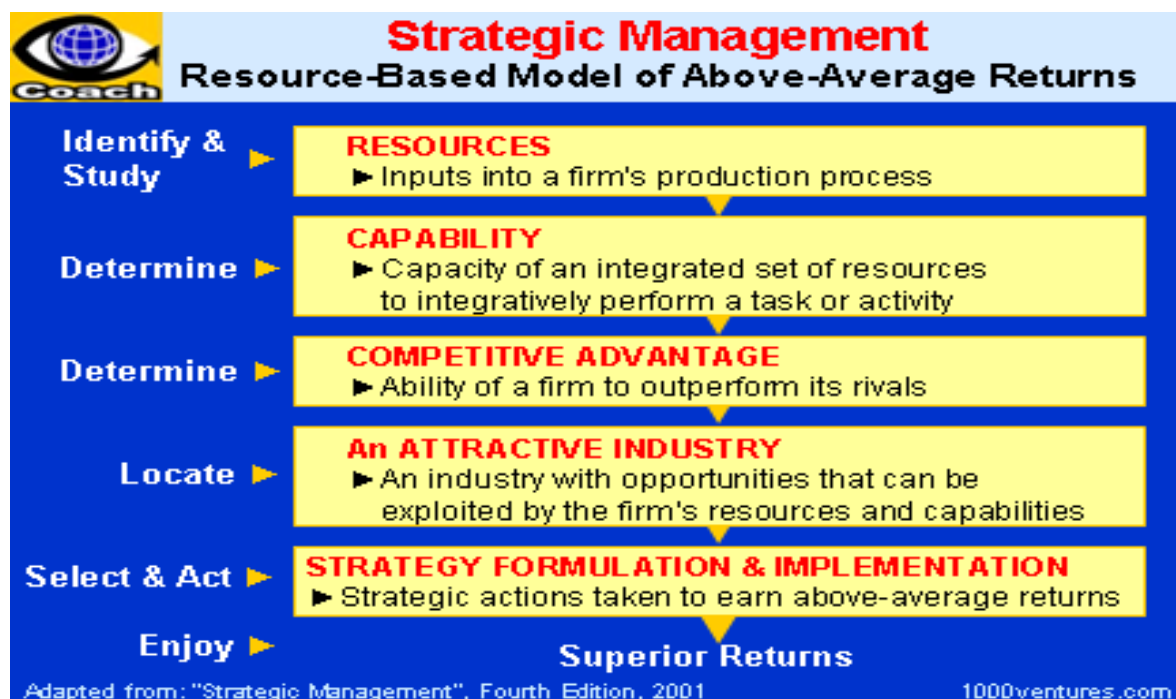 Coach
Strategic Management
Resource-Based Model of Above-Average Returns
Identify &
Study
RESOURCES
Inputs into a firm's production process
Determine
CAPABILITY
Capacity of an integrated set of resources
to integratively perform a task or activity
Determine
COMPETITIVE ADVANTAGE
Ability of a firm to outperform its rivals
Locate
An ATTRACTIVE INDUSTRY
An industry with opportunities that can be
exploited by the firm's resources and capabilities
Select & Act
STRATEGY FORMULATION & IMPLEMENTATION
Strategic actions taken to earn above-average returns
Enjoy
Superior Returns
Adapted from: "Strategic Management", Fourth Edition, 2001
1000ventures.com